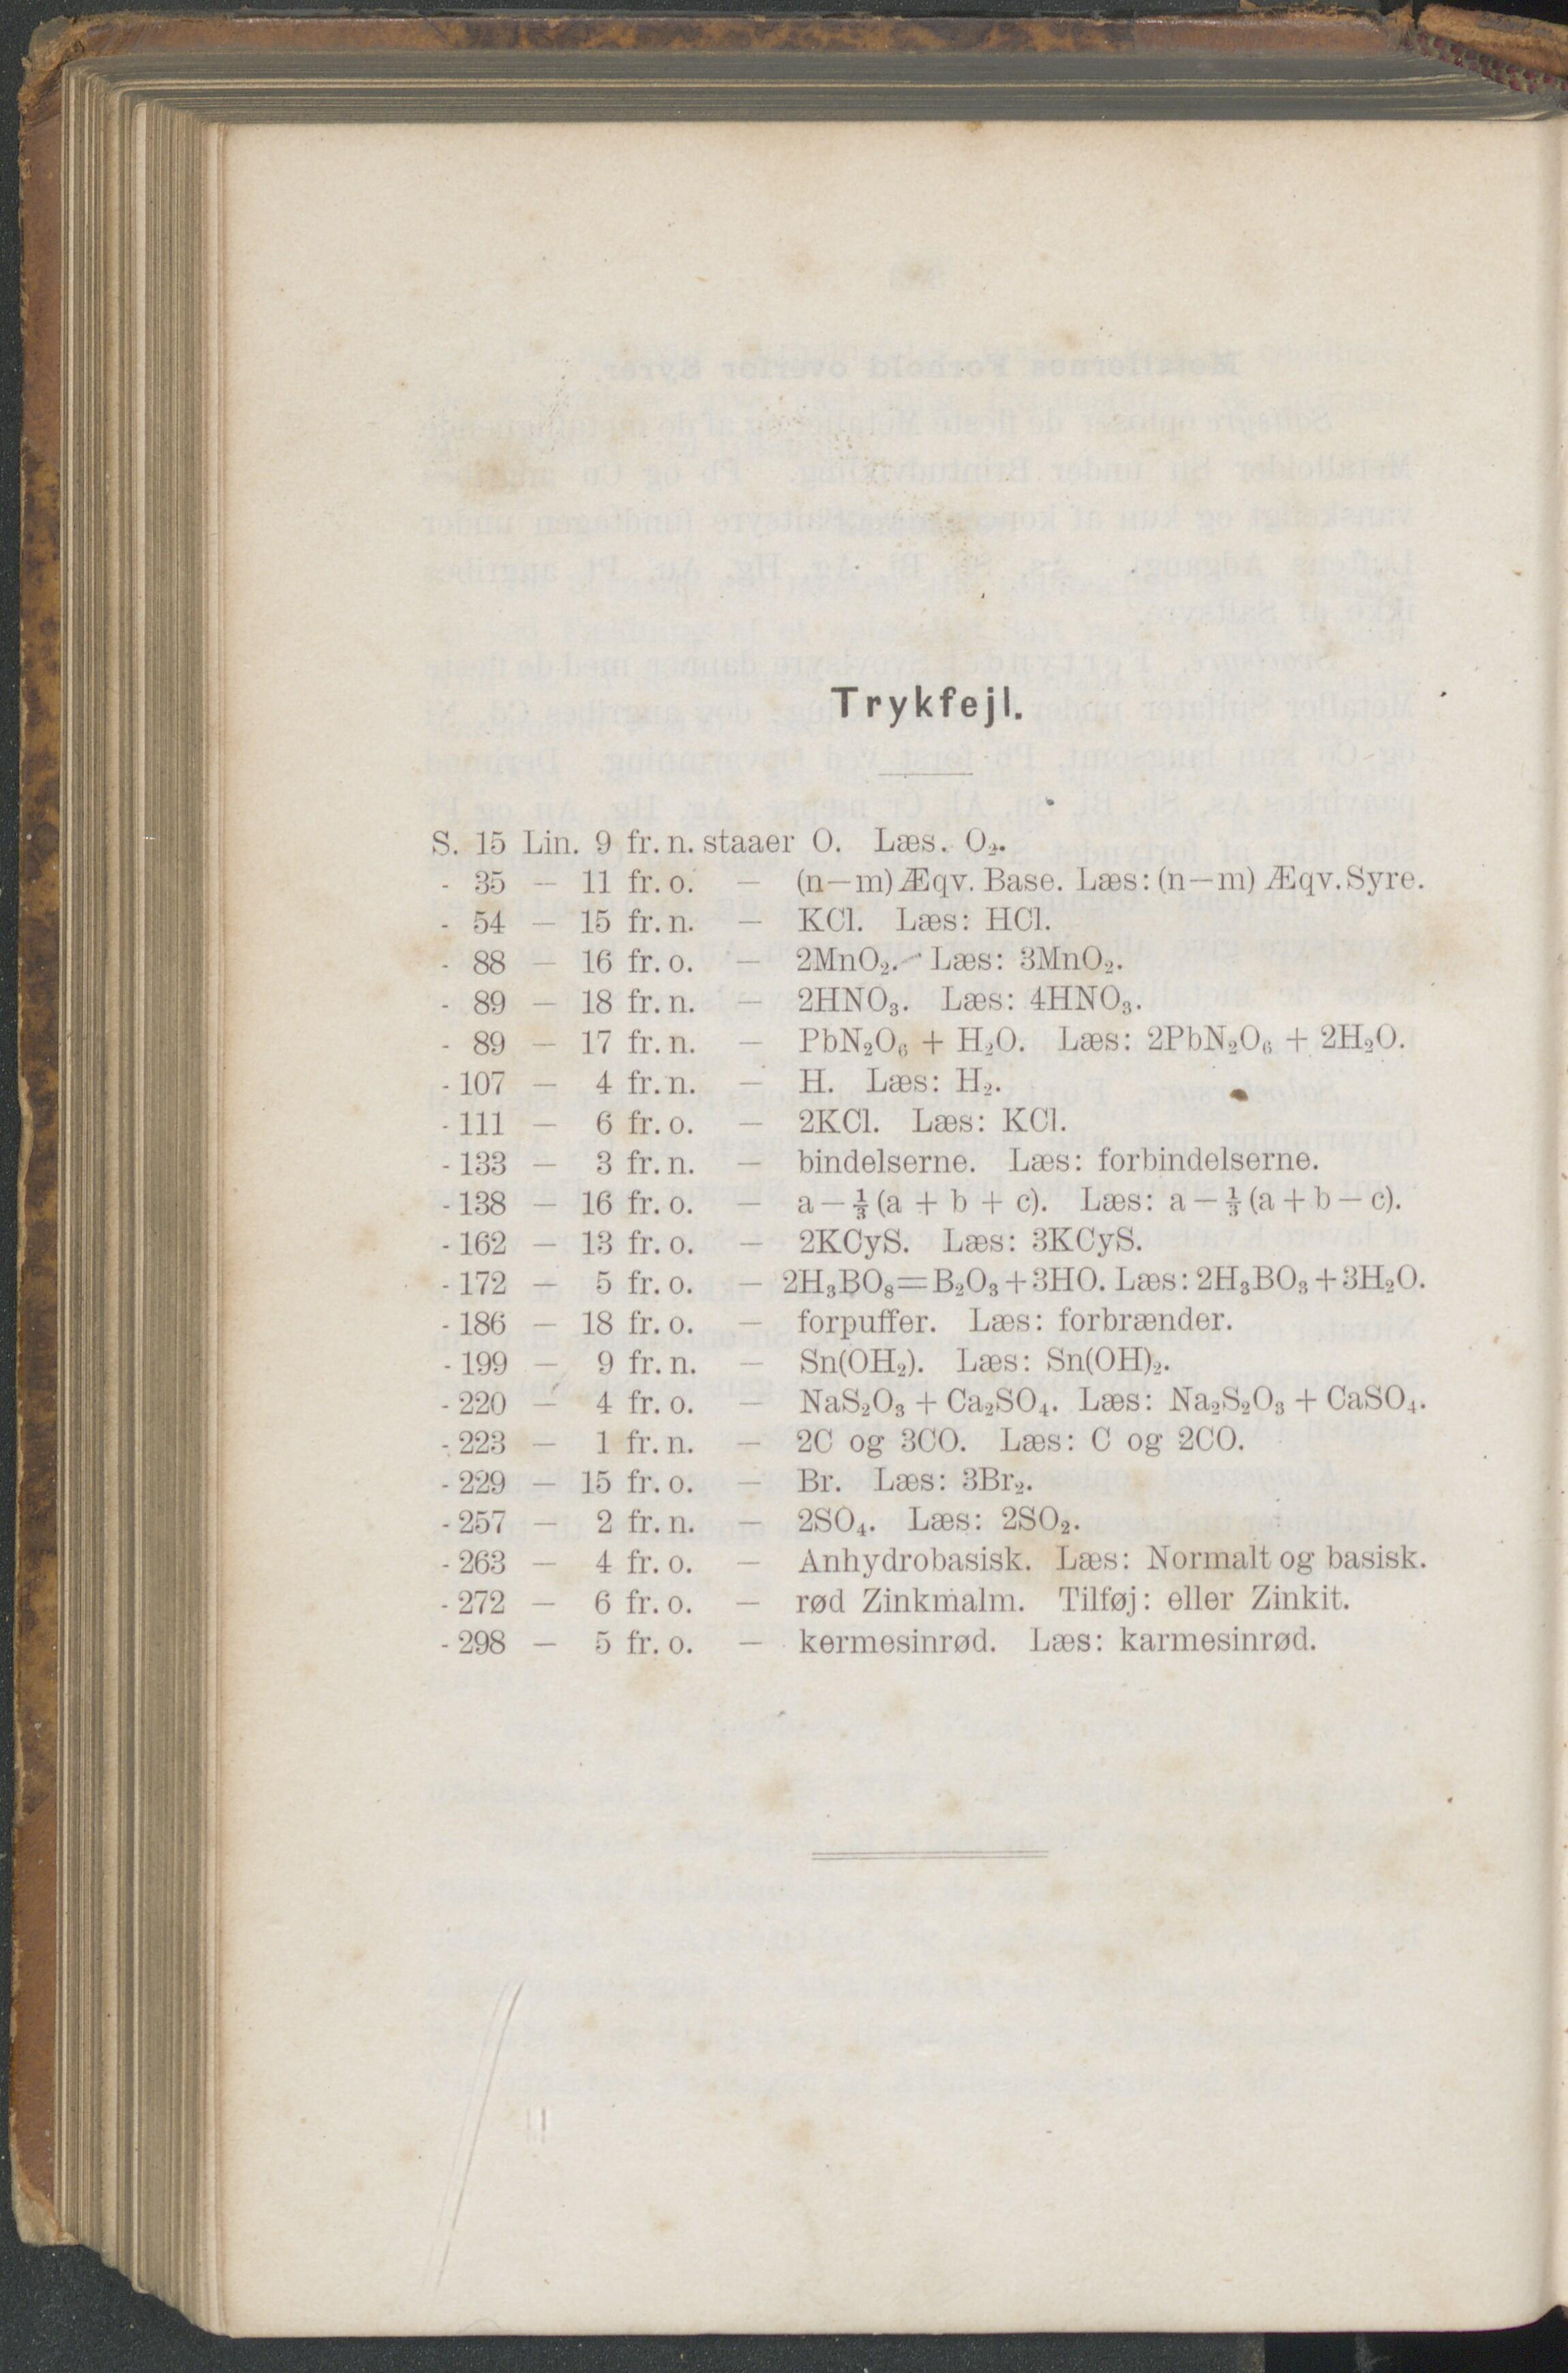 Trykfejl.
S. 15 Lin. 9 fr. n. staaer O. Læs. O₂.
- 35 — 11 fr. o. — (n—m) Æqv. Base. Læs: (n—m) Æqv. Syre.
- 54 — 15 fr. n. — KCl. Læs: HCl.
- 88 — 16 fr. o. — 2MnO₂. Læs: 3MnO₂.
- 89 — 18 fr. n. — 2HNO₃. Læs: 4HNO₃.
- 89 — 17 fr. n. — PbN₂O₆ + H₂O. Læs: 2PbN₂O₆ + 2H₂O.
- 107 — 4 fr. n. — H. Læs: H₂.
- 111 — 6 fr. o. — 2KCl. Læs: KCl.
- 133 — 3 fr. n. — bindelserne. Læs: forbindelserne.
- 138 — 16 fr. o. — a — ⅓ (a + b + c). Læs: a — ⅓ (a + b — c).
- 162 — 13 fr. o. — 2KCyS. Læs: 3KCyS.
- 172 — 5 fr. o. — 2H₃BO₈=B₂O₃+3HO. Læs: 2H₃BO₃+3H₂O.
- 186 — 18 fr. o. — forpuffer. Læs: forbrænder.
- 199 — 9 fr. n. — Sn(OH₂). Læs: Sn(OH)₂.
- 220 — 4 fr. o. — NaS₂O₃ + Ca₂SO₄. Læs: Na₂S₂O₃ + CaSO₄.
- 223 — 1 fr. n. — 2C og 3CO. Læs: C og 2CO.
- 229 — 15 fr. o. — Br. Læs: 3Br₂.
- 257 — 2 fr. n. — 2SO₄. Læs: 2SO₂.
- 263 — 4 fr. o. — Anhydrobasisk. Læs: Normalt og basisk.
- 272 — 6 fr. o. — rød Zinkmalm. Tilføj: eller Zinkit.
- 298 — 5 fr. o. — kermesinrød. Læs: karmesinrød.